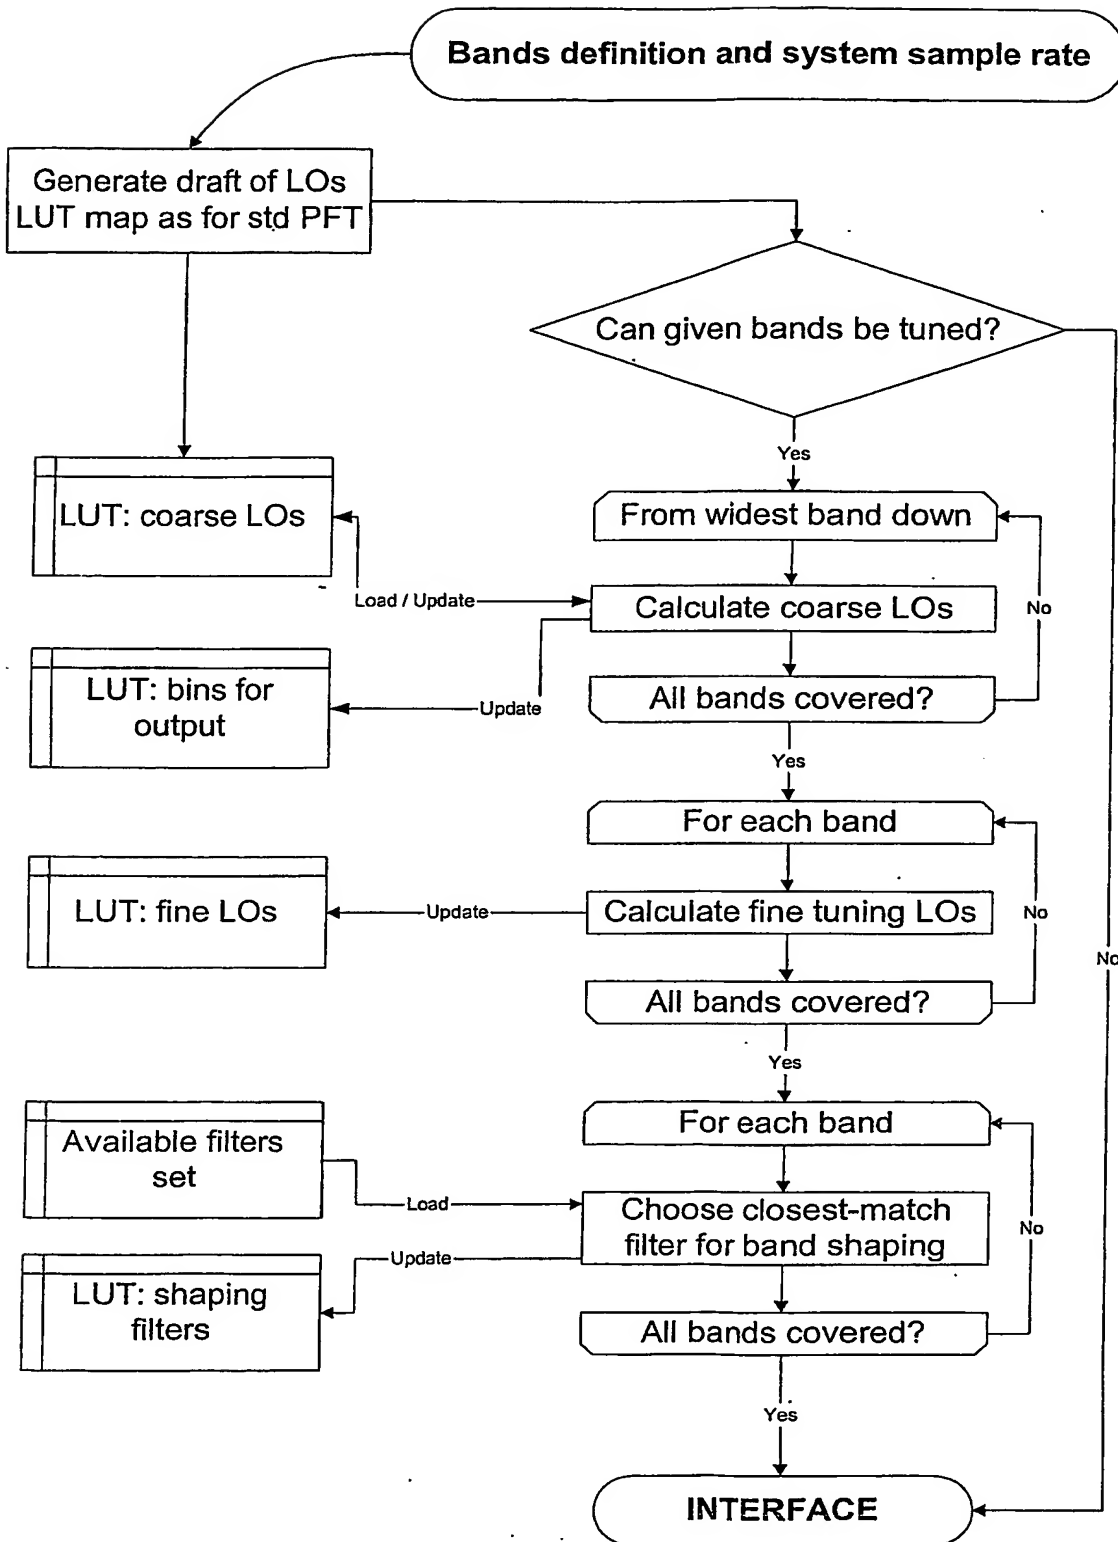 Bands definition and system sample rate
Generate draft of LOs
LUT map as for std PFT
Can given bands be tuned?
Yes
LUT: coarse LOs
From widest band down
Load / Update
Calculate coarse LOs
No
LUT: bins for
output
Update
All bands covered?
Yes
For each band
LUT: fine LOs
Update
Calculate fine tuning LOs
No
No
All bands covered?
Yes
Available filters
set
For each band
Load
Choose closest-match
filter for band shaping
No
Update
LUT: shaping
filters
All bands covered?
Yes
INTERFACE